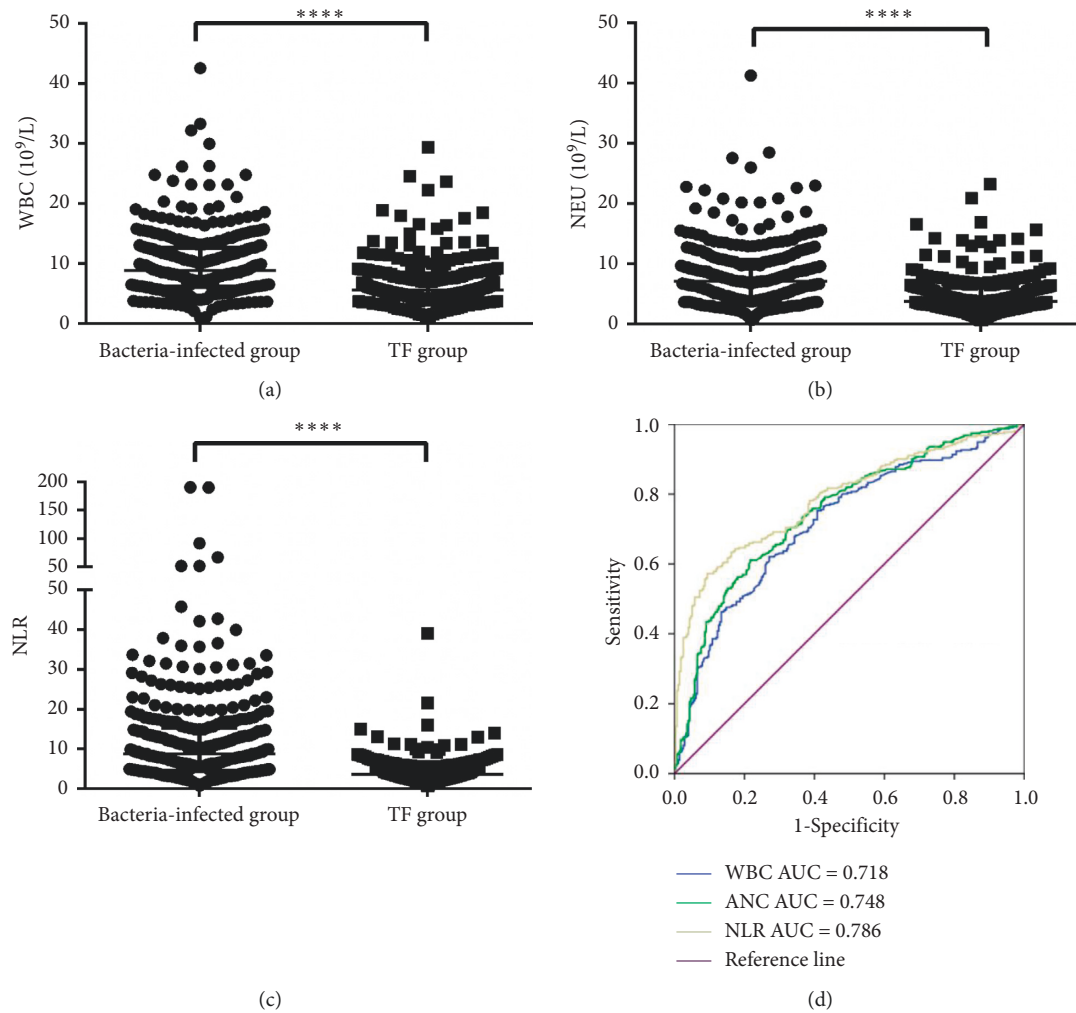 ****
50
40
30
20
10
0
WBC (10⁹/L)
Bacteria-infected group
TF group
(a)
****
50
40
30
20
10
0
NEU (10⁹/L)
Bacteria-infected group
TF group
(b)
****
200
150
100
50
50
40
30
20
10
0
NLR
Bacteria-infected group
TF group
(c)
1.0
0.8
0.6
0.4
0.2
0.0
Sensitivity
0.0 0.2 0.4 0.6 0.8 1.0
1-Specificity
WBC AUC = 0.718
ANC AUC = 0.748
NLR AUC = 0.786
Reference line
(d)